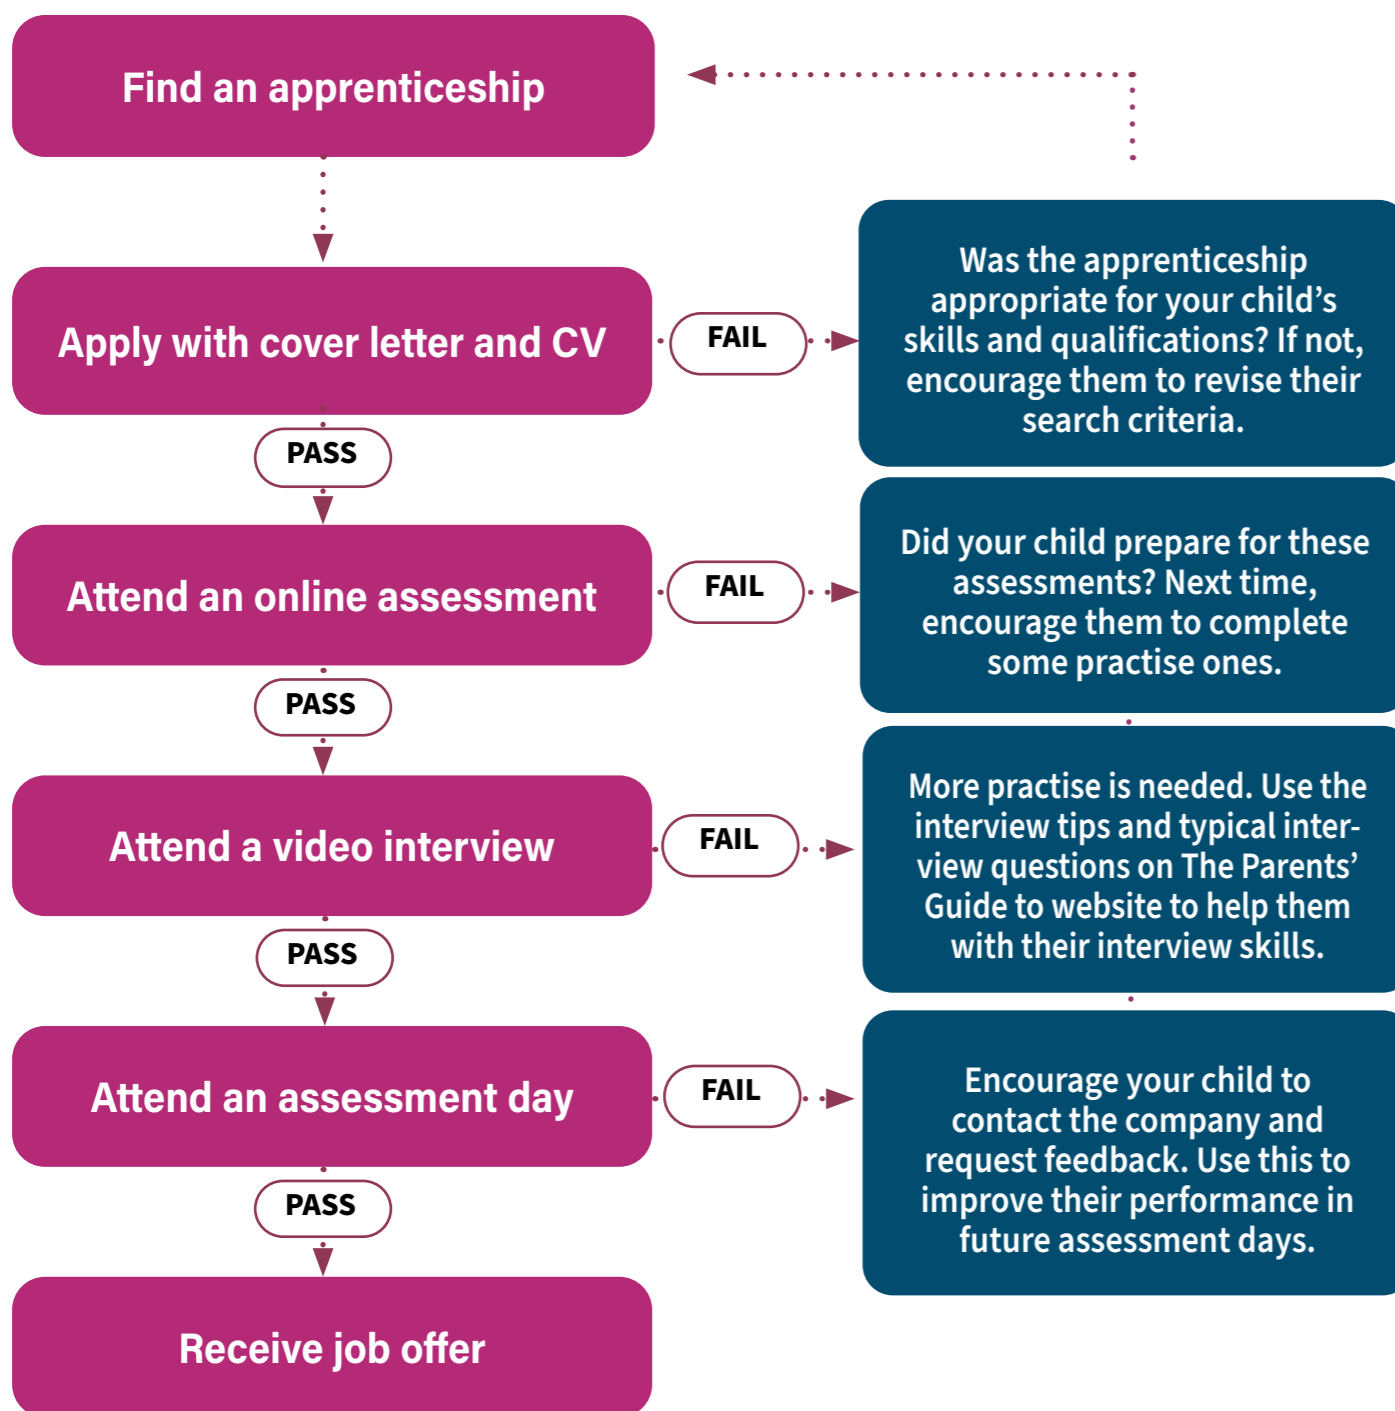 Find an apprenticeship
Apply with cover letter and CV
FAIL
Was the apprenticeship
appropriate for your child’s
skills and qualifications? If not,
encourage them to revise their
search criteria.
PASS
Attend an online assessment
FAIL
Did your child prepare for these
assessments? Next time,
encourage them to complete
some practise ones.
PASS
Attend a video interview
FAIL
More practise is needed. Use the
interview tips and typical inter-
view questions on The Parents’
Guide to website to help them
with their interview skills.
PASS
Attend an assessment day
FAIL
Encourage your child to
contact the company and
request feedback. Use this to
improve their performance in
future assessment days.
PASS
Receive job offer